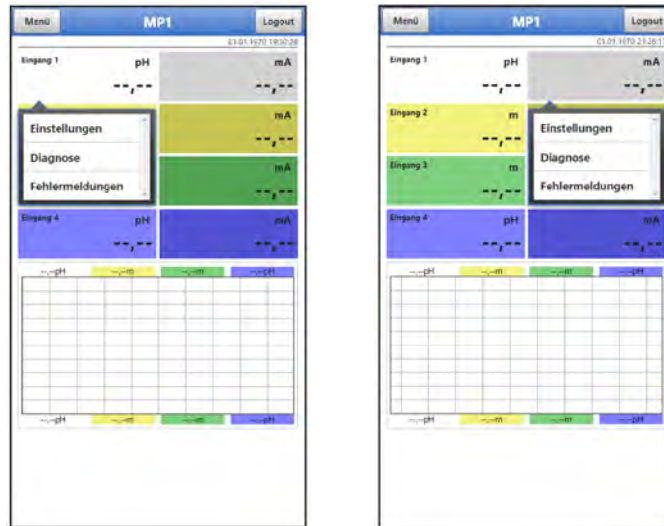 Menü MP1 Logout
01.01.1970 19:50:28
Eingang 1 pH mA
--,-- --,--
mA
Einstellungen
--,--
Diagnose
mA
Fehlermeldungen
--,--
Eingang 4 pH mA
--,-- --,--
--,--pH --,--m --,--m --,--pH
--,--pH --,--m --,--m --,--pH
Menü MP1 Logout
Eingang 1 pH mA
--,-- --,--
Eingang 2 m
Einstellungen
--,--
Diagnose
Eingang 3 m
Fehlermeldungen
--,--
Eingang 4 pH mA
--,-- --,--
--,--pH --,--m --,--m --,--pH
--,--pH --,--m --,--m --,--pH